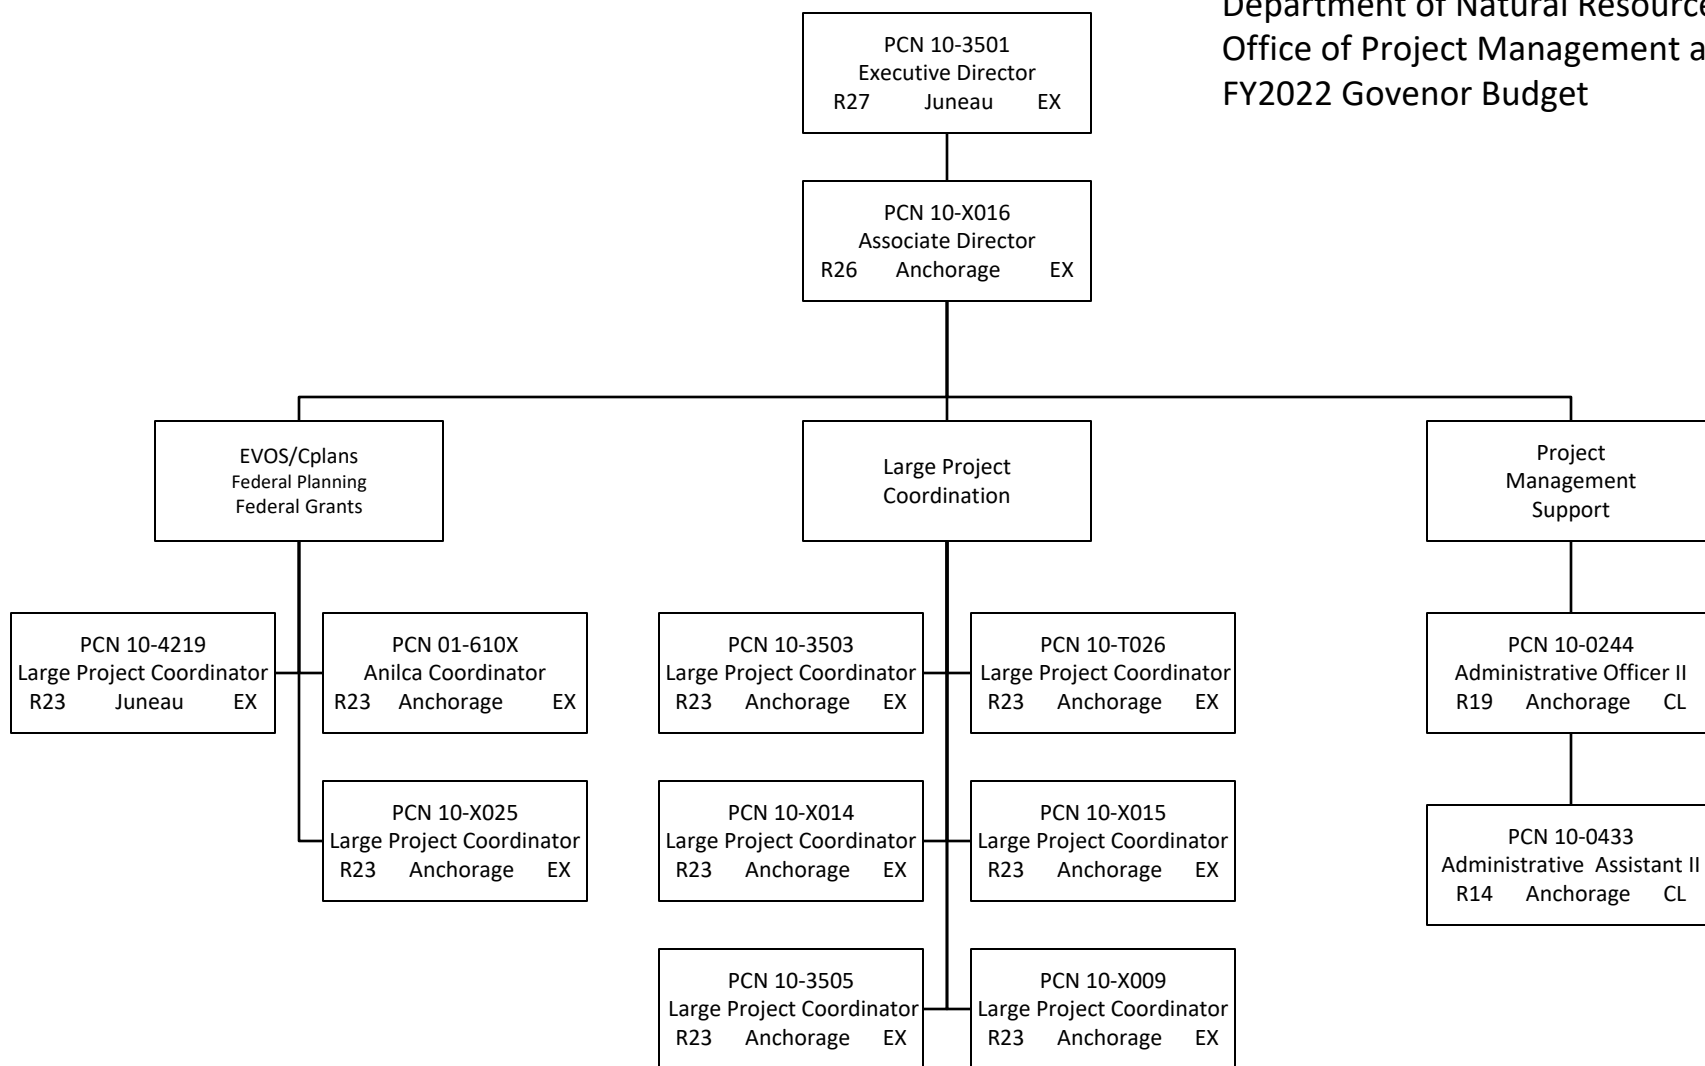 Department of Natural Resource
Office of Project Management a
FY2022 Govenor Budget
PCN 10-3501
Executive Director
R27 Juneau EX
PCN 10-X016
Associate Director
R26 Anchorage EX
EVOS/Cplans
Federal Planning
Federal Grants
Large Project
Coordination
Project
Management
Support
PCN 10-4219
Large Project Coordinator
R23 Juneau EX
PCN 01-610X
Anilca Coordinator
R23 Anchorage EX
PCN 10-X025
Large Project Coordinator
R23 Anchorage EX
PCN 10-3503
Large Project Coordinator
R23 Anchorage EX
PCN 10-T026
Large Project Coordinator
R23 Anchorage EX
PCN 10-X014
Large Project Coordinator
R23 Anchorage EX
PCN 10-X015
Large Project Coordinator
R23 Anchorage EX
PCN 10-3505
Large Project Coordinator
R23 Anchorage EX
PCN 10-X009
Large Project Coordinator
R23 Anchorage EX
PCN 10-0244
Administrative Officer II
R19 Anchorage CL
PCN 10-0433
Administrative Assistant II
R14 Anchorage CL